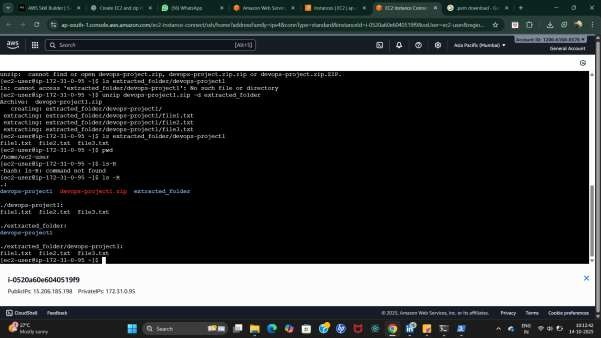 AWS Skill Builder | S
Create ECZ and zip -
(56) WhatsApp
Amazon Web Serv
Instances | EC2 | ap
EC2 Instance Connec
putm download - Go
ap-south-1.console.aws.amazon.com/ec2-instance-connect/ssh/home?addressFamily=ipv4&connType=standard&instanceId=i-0520a60e6040519f9&osUser=ec2-user&regio...
aws
Search
[Alt+S]
Asia Pacific (Mumbai)
General Account
unzip:  cannot find or open devops-project.zip, devops-project.zip.zip or devops-project.zip.ZIP.
[ec2-user@ip-172-31-0-95 ~]$ ls extracted_folder/devops-project1
ls: cannot access 'extracted_folder/devops-project1': No such file or directory
[ec2-user@ip-172-31-0-95 ~]$ unzip devops-project1.zip -d extracted_folder
Archive:  devops-project1.zip
creating: extracted_folder/devops-project1/
extracting: extracted_folder/devops-project1/file1.txt
extracting: extracted_folder/devops-project1/file2.txt
extracting: extracted_folder/devops-project1/file3.txt
[ec2-user@ip-172-31-0-95 ~]$ ls extracted_folder/devops-project1
file1.txt  file2.txt  file3.txt
[ec2-user@ip-172-31-0-95 ~]$ pwd
/home/ec2-user
[ec2-user@ip-172-31-0-95 ~]$ ls-R
-bash: ls-R: command not found
[ec2-user@ip-172-31-0-95 ~]$ ls -R
.:
devops-project1  devops-project1.zip  extracted_folder
./devops-project1:
file1.txt  file2.txt  file3.txt
./extracted_folder:
devops-project1
./extracted_folder/devops-project1:
file1.txt  file2.txt  file3.txt
[ec2-user@ip-172-31-0-95 ~]$
i-0520a60e6040519f9
PublicIPs: 15.206.185.198   PrivateIPs: 172.31.0.95
CloudShell   Feedback
© 2025, Amazon Web Services, Inc. or its affiliates.   Privacy   Terms   Cookie preferences
27°C
Mostly sunny
Search
ENG
IN
10:12:42
14-10-2025